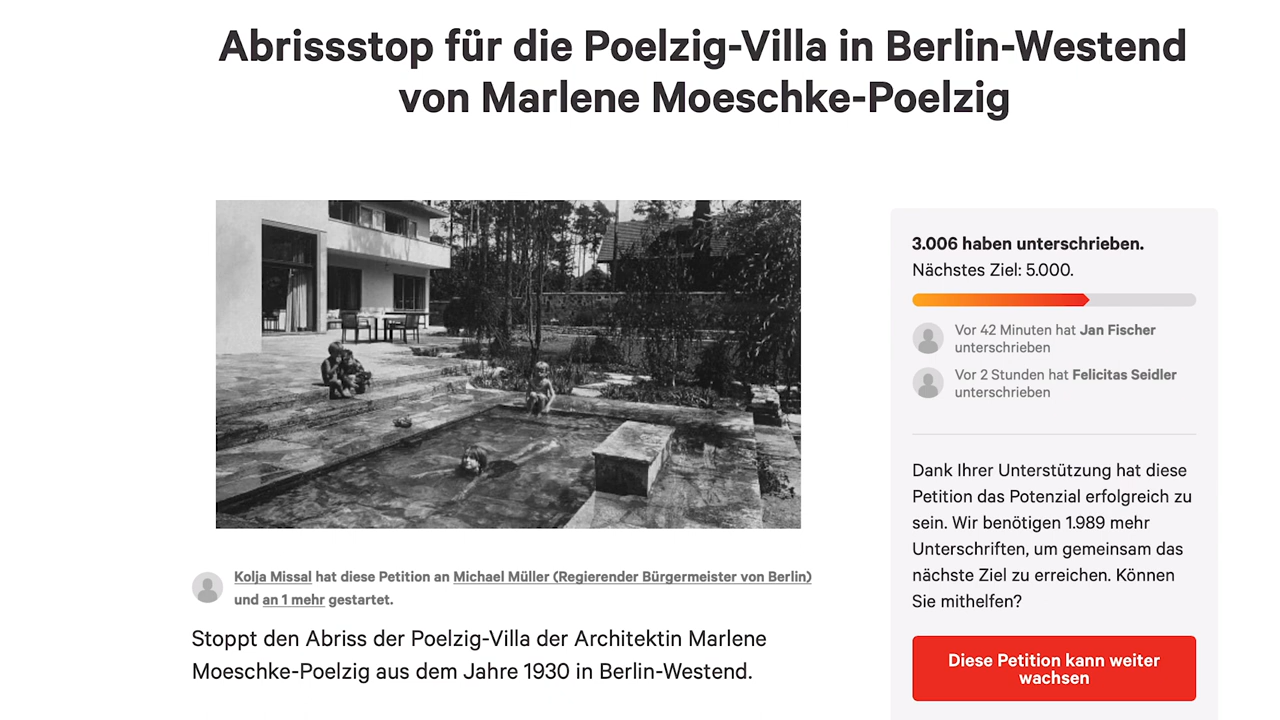 Abrissstop für die Poelzig-Villa in Berlin-Westend
von Marlene Moeschke-Poelzig
3.006 haben unterschrieben.
Nächstes Ziel: 5.000.
Vor 42 Minuten hat Jan Fischer
unterschrieben
Vor 2 Stunden hat Felicitas Seidler
unterschrieben
Dank Ihrer Unterstützung hat diese
Petition das Potenzial erfolgreich zu
sein. Wir benötigen 1.989 mehr
Unterschriften, um gemeinsam das
nächste Ziel zu erreichen. Können
Sie mithelfen?
Diese Petition kann weiter
wachsen
Kolja Missal hat diese Petition an Michael Müller (Regierender Bürgermeister von Berlin)
und an 1 mehr gestartet.
Stoppt den Abriss der Poelzig-Villa der Architektin Marlene
Moeschke-Poelzig aus dem Jahre 1930 in Berlin-Westend.